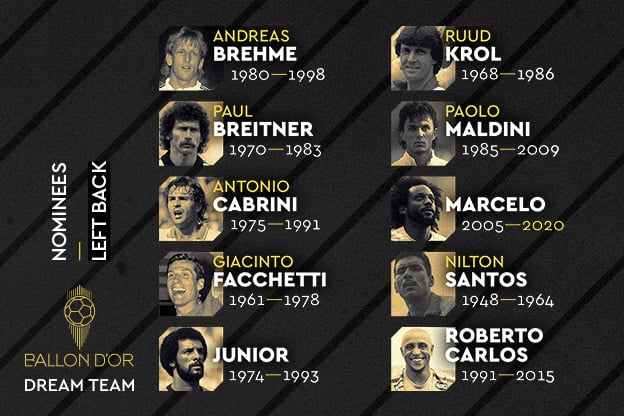 ANDREAS
BREHME
1980—1998
PAUL
BREITNER
1970—1983
ANTONIO
CABRINI
1975—1991
GIACINTO
FACCHETTI
1961—1978
JUNIOR
1974—1993
RUUD
KROL
1968—1986
PAOLO
MALDINI
1985—2009
MARCELO
2005—2020
NILTON
SANTOS
1948—1964
ROBERTO
CARLOS
1991—2015
NOMINEES
LEFT BACK
BALLON D'OR
DREAM TEAM